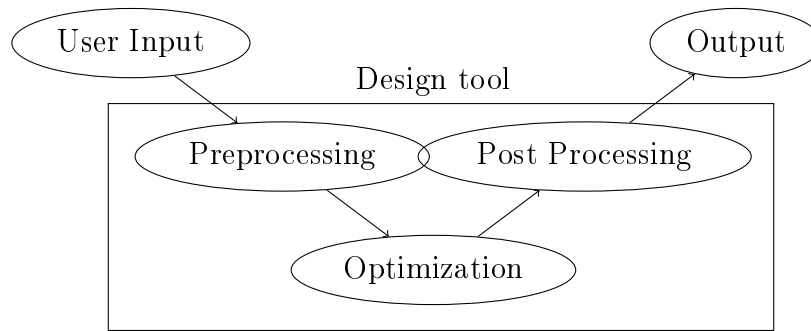 User Input
Output
Design tool
Preprocessing
Post Processing
Optimization